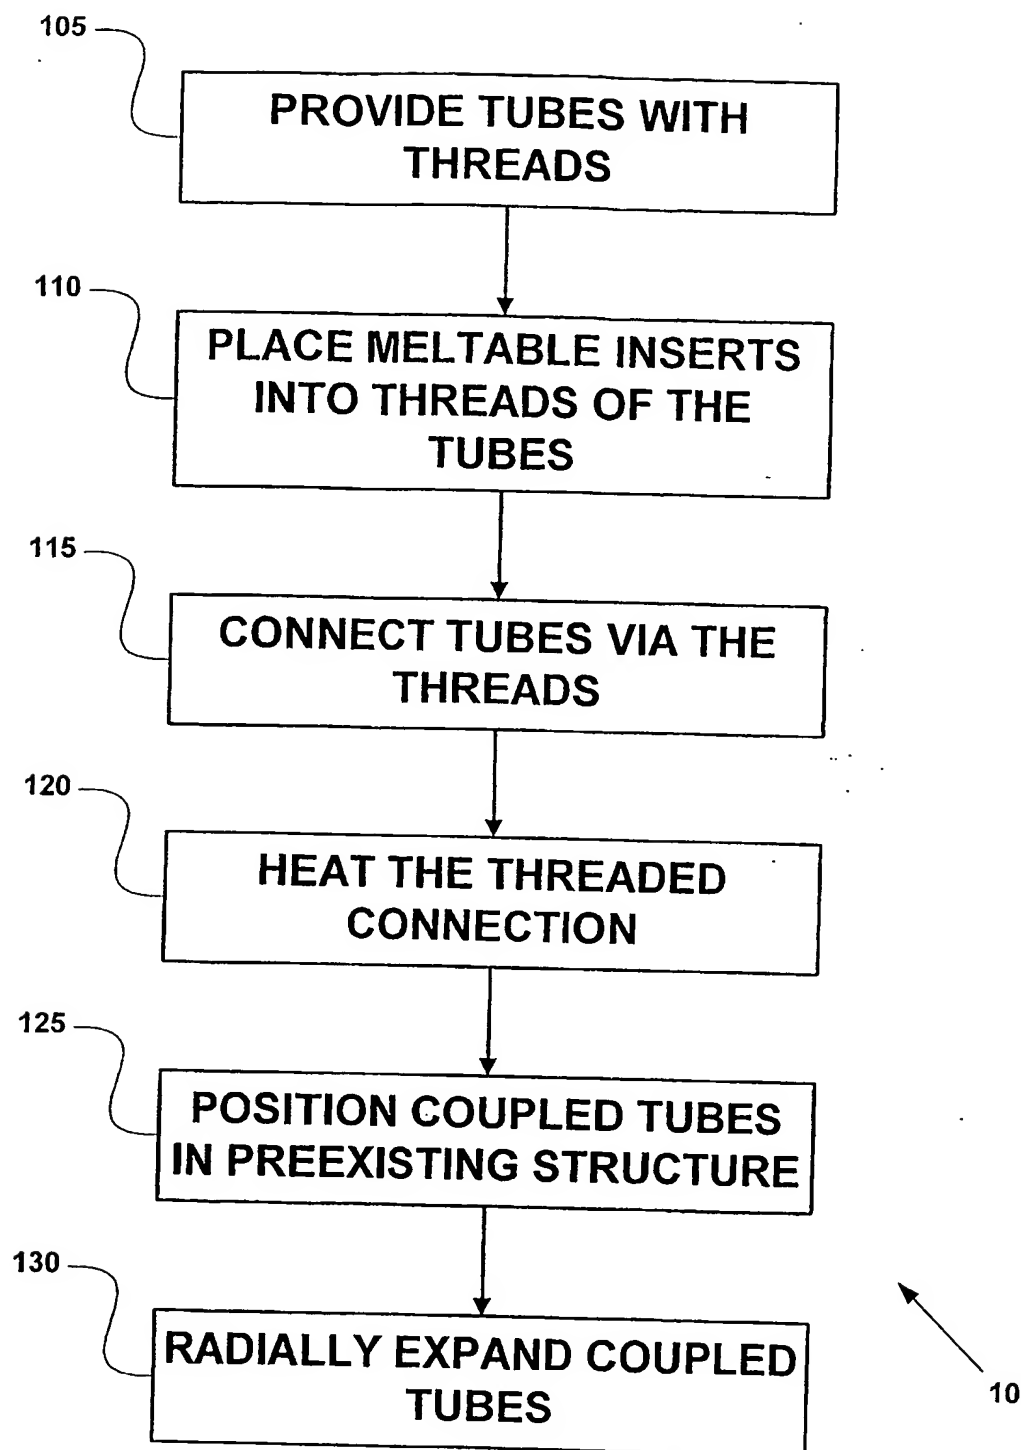 105
PROVIDE TUBES WITH
THREADS
110
PLACE MELTABLE INSERTS
INTO THREADS OF THE
TUBES
115
CONNECT TUBES VIA THE
THREADS
120
HEAT THE THREADED
CONNECTION
125
POSITION COUPLED TUBES
IN PREEXISTING STRUCTURE
130
RADIALLY EXPAND COUPLED
TUBES
10